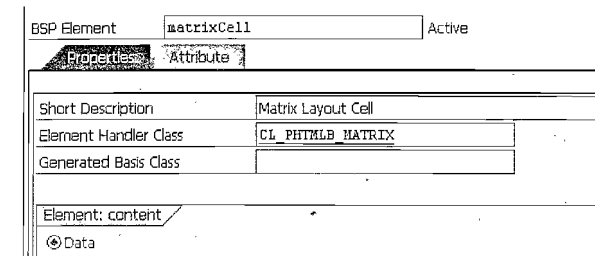 BSP Element matrixCell Active
Properties Attribute
Short Description Matrix Layout Cell
Element Handler Class CL_PHTMLB_MATRIX
Generated Basis Class
Element: content
Data